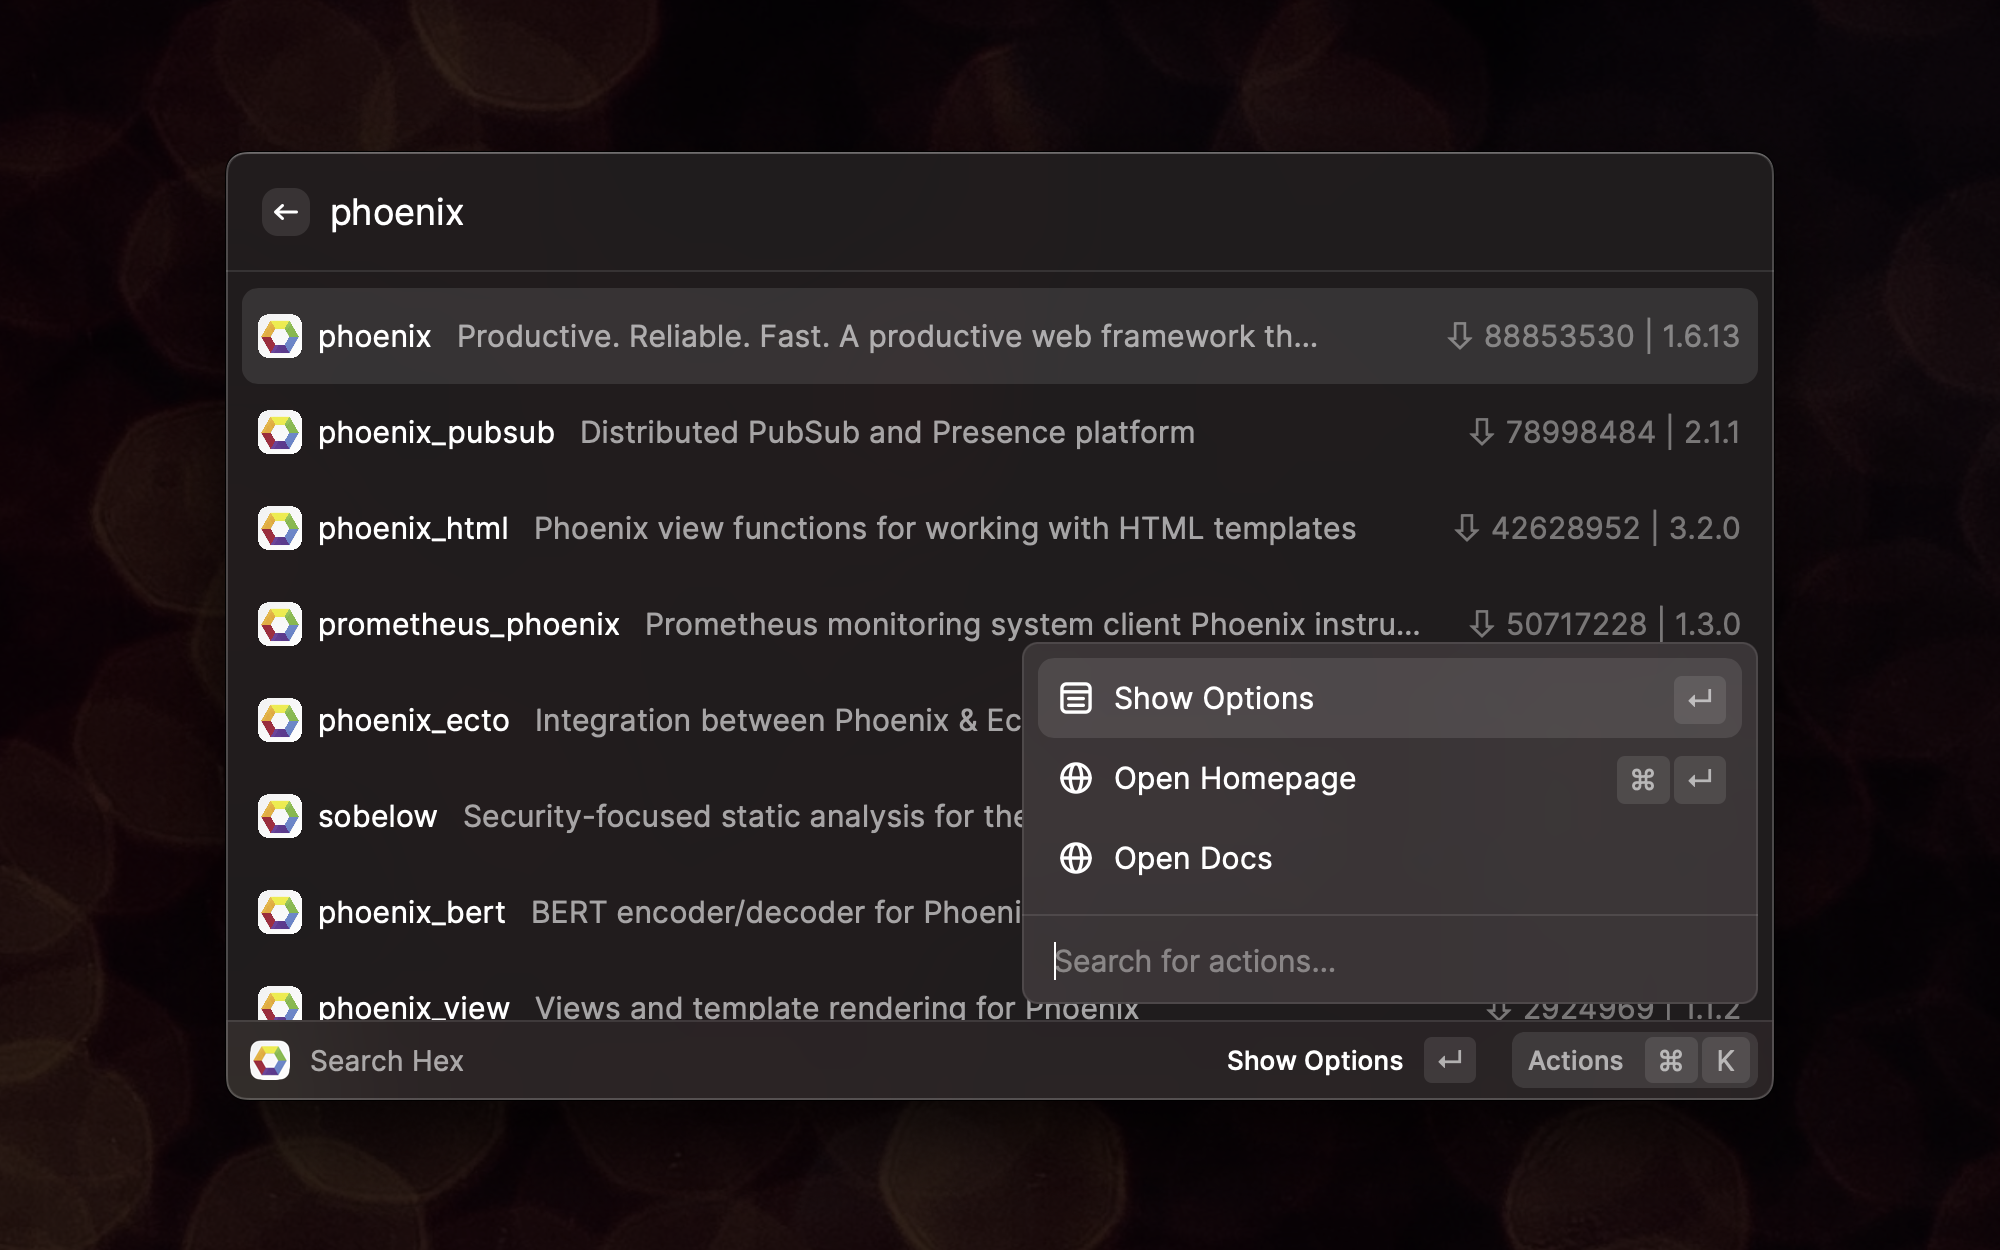 phoenix
phoenix Productive. Reliable. Fast. A productive web framework th... 88853530 | 1.6.13
phoenix_pubsub Distributed PubSub and Presence platform 78998484 | 2.1.1
phoenix_html Phoenix view functions for working with HTML templates 42628952 | 3.2.0
prometheus_phoenix Prometheus monitoring system client Phoenix instru... 50717228 | 1.3.0
phoenix_ecto Integration between Phoenix & Ec
sobelow Security-focused static analysis for the
phoenix_bert BERT encoder/decoder for Phoeni
phoenix_view Views and template rendering for Phoenix 2924969 | 1.1.2
Show Options
Open Homepage ⌘
Open Docs
Search for actions...
Search Hex Show Options Actions ⌘ K